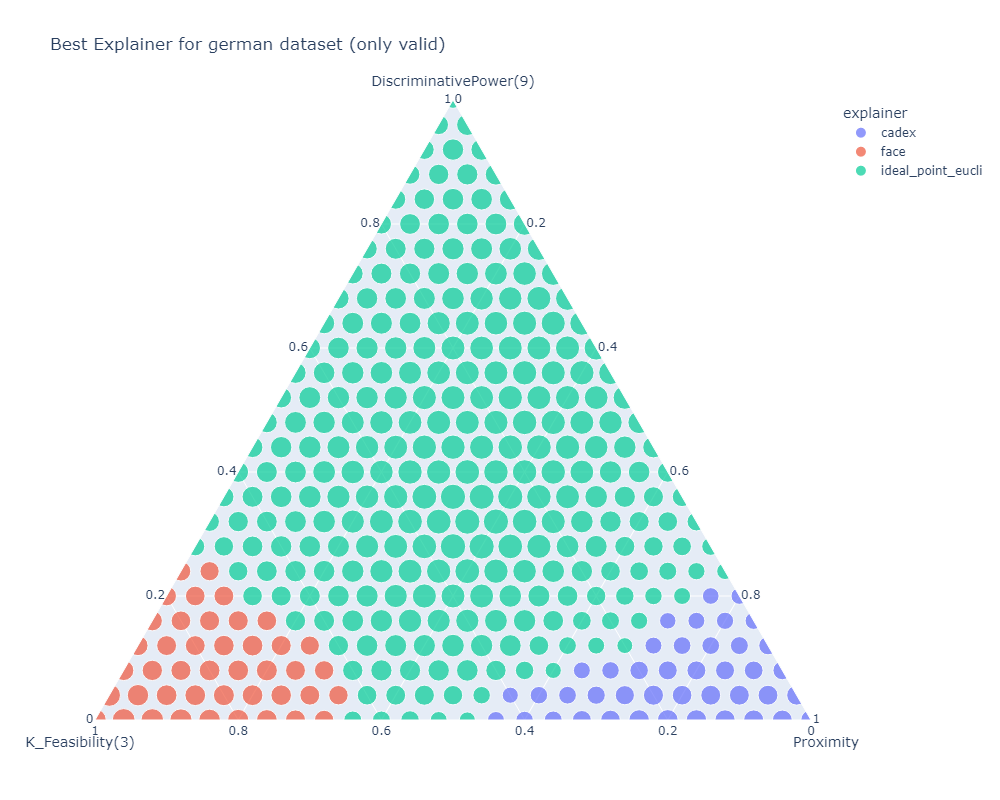 Best Explainer for german dataset (only valid)
DiscriminativePower(9)
1.0
explainer
cadex
face
ideal_point_eucli
0.8
0.2
0.6
0.4
0.4
0.6
0.2
0.8
0
1
1
0.8
0.6
0.4
0.2
0
K_Feasibility(3)
Proximity